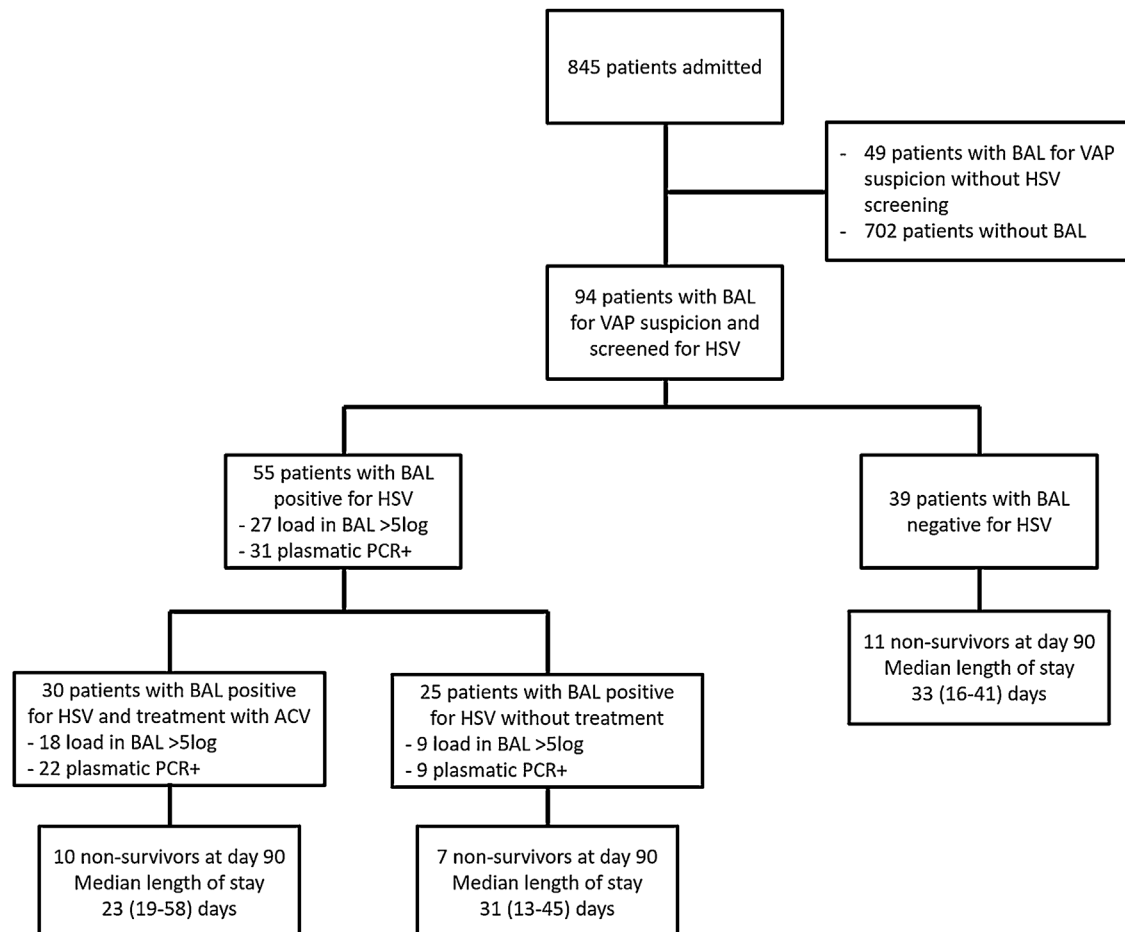 845 patients admitted
- 49 patients with BAL for VAP
suspicion without HSV
screening
- 702 patients without BAL
94 patients with BAL
for VAP suspicion and
screened for HSV
55 patients with BAL
positive for HSV
- 27 load in BAL >5log
- 31 plasmatic PCR+
39 patients with BAL
negative for HSV
11 non-survivors at day 90
Median length of stay
33 (16-41) days
30 patients with BAL positive
for HSV and treatment with ACV
- 18 load in BAL >5log
- 22 plasmatic PCR+
25 patients with BAL positive
for HSV without treatment
- 9 load in BAL >5log
- 9 plasmatic PCR+
10 non-survivors at day 90
Median length of stay
23 (19-58) days
7 non-survivors at day 90
Median length of stay
31 (13-45) days